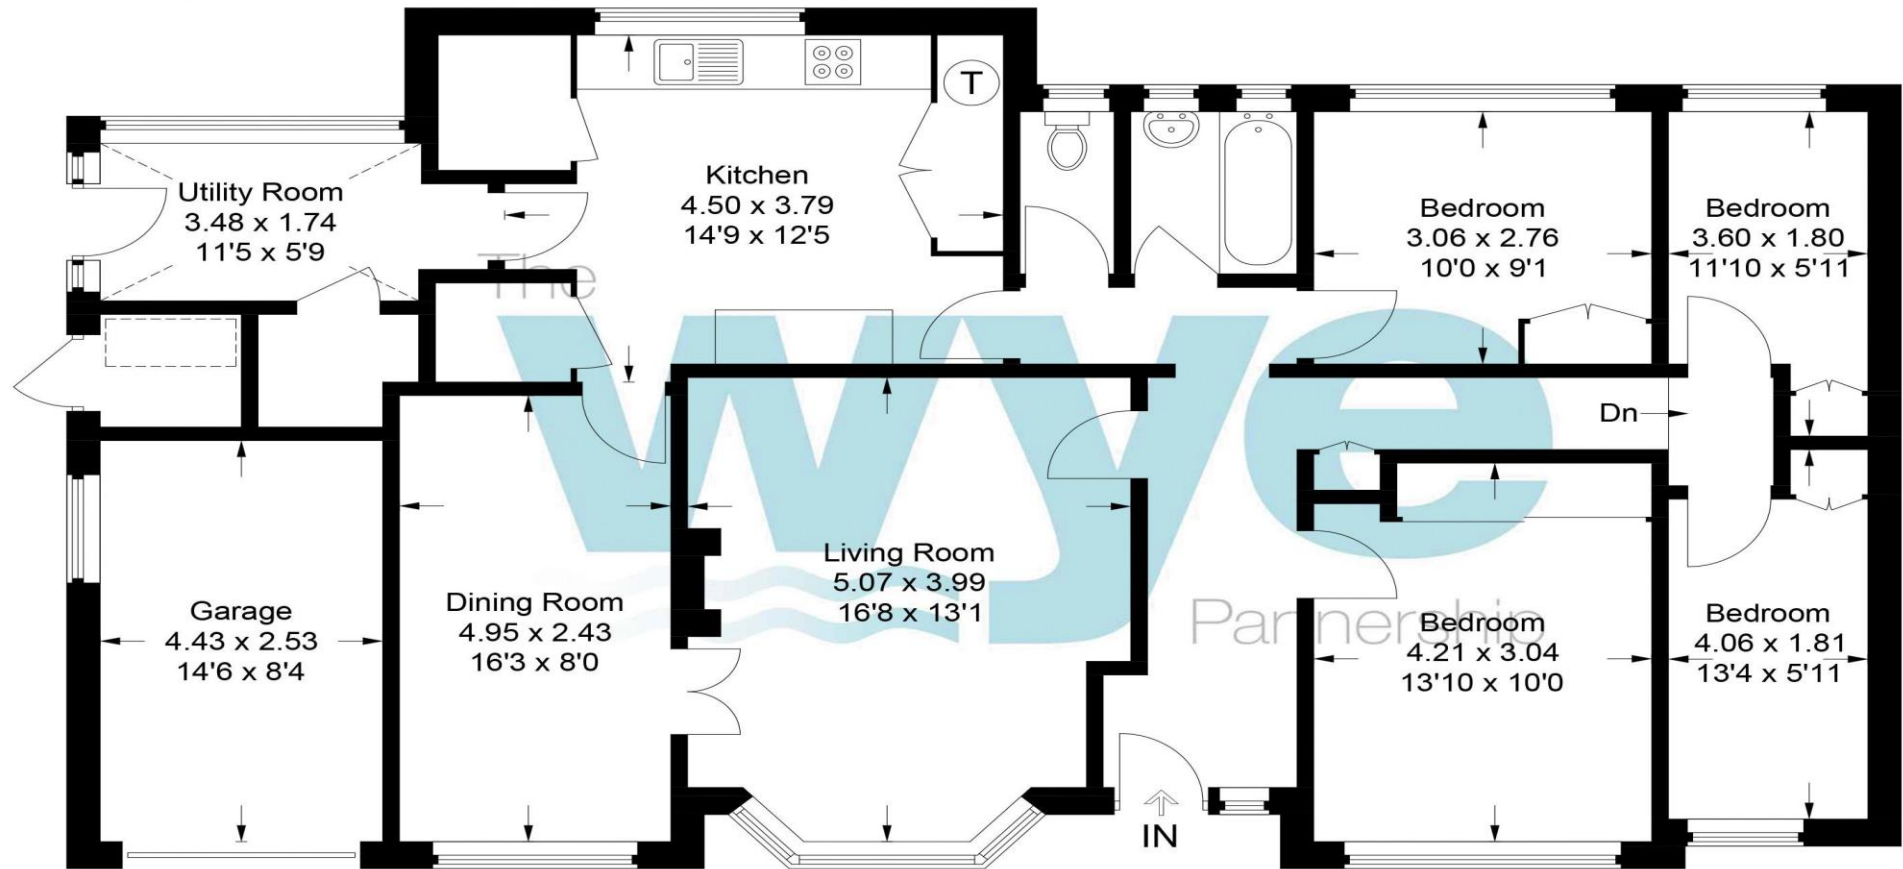 T
Utility Room
3.48 x 1.74
11'5 x 5'9
Kitchen
4.50 x 3.79
14'9 x 12'5
Bedroom
3.06 x 2.76
10'0 x 9'1
Bedroom
3.60 x 1.80
11'10 x 5'11
The
wye
Partnership
Dn
Garage
4.43 x 2.53
14'6 x 8'4
Dining Room
4.95 x 2.43
16'3 x 8'0
Living Room
5.07 x 3.99
16'8 x 13'1
Bedroom
4.21 x 3.04
13'10 x 10'0
Bedroom
4.06 x 1.81
13'4 x 5'11
IN